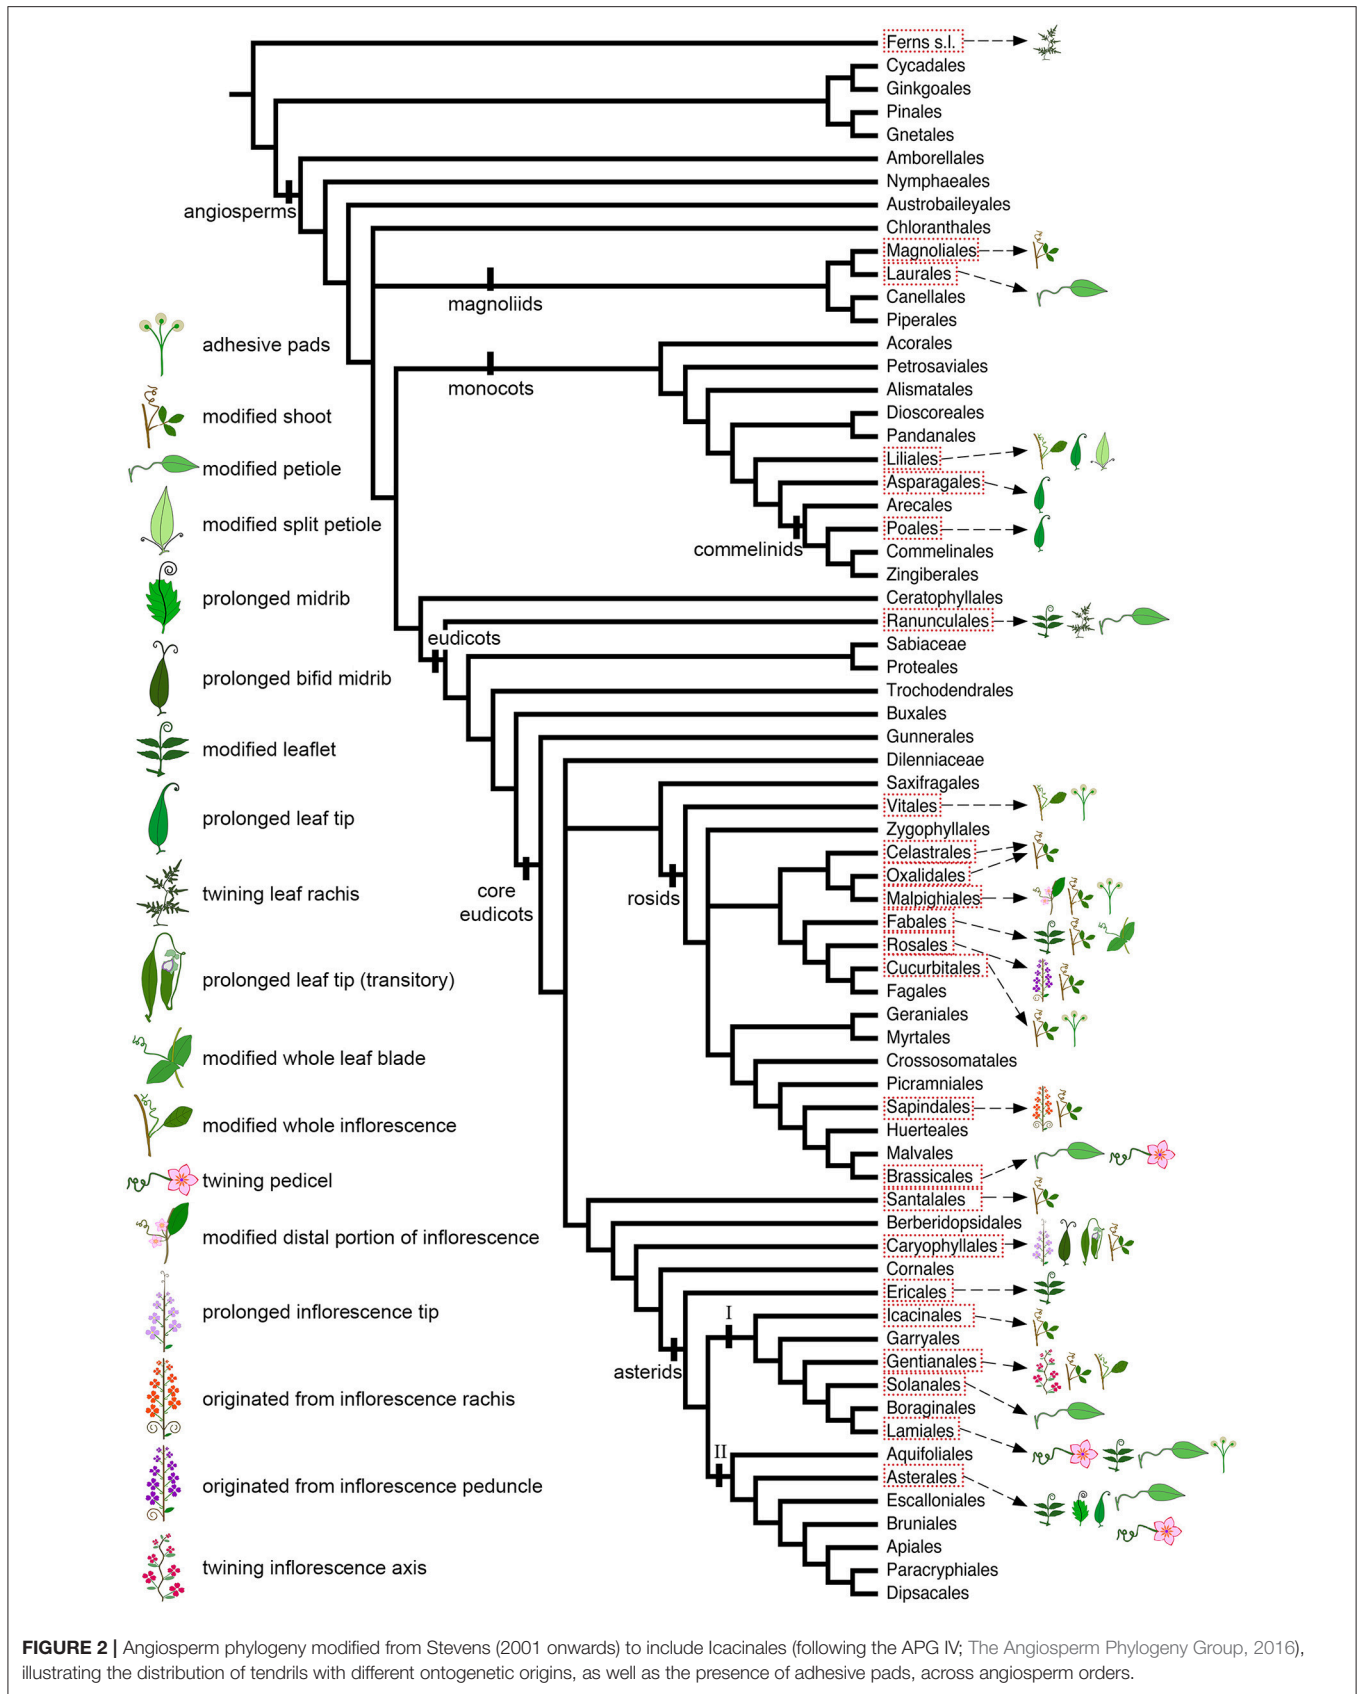 Ferns s.l.
Cycadales
Ginkgoales
Pinales
Gnetales
Amborellales
Nymphaeales
angiosperms
Austrobaileyales
Chloranthales
Magnoliales
Laurales
magnoliids
Canellales
Piperales
Acorales
Petrosaviales
monocots
Alismatales
Dioscoreales
Pandanales
Liliales
Asparagales
Arecales
Poales
commelinids
Commelinales
Zingiberales
Ceratophyllales
Ranunculales
eudicots
Sabiaceae
Proteales
Trochodendrales
Buxales
Gunnerales
Dilenniaceae
Saxifragales
Vitales
Zygophyllales
Celastrales
Oxalidales
core
eudicots
rosids
Malpighiales
Fabales
Rosales
Cucurbitales
Fagales
Geraniales
Myrtales
Crossosomatales
Picramniales
Sapindales
Huerteales
Malvales
Brassicales
Santalales
Berberidopsidales
Caryophyllales
Cornales
Ericales
I
Icacinales
Garryales
asterids
Gentianales
Solanales
Boraginales
Lamiales
II
Aquifoliales
Asterales
Escalloniales
Bruniales
Apiales
Paracryphiales
Dipsacales
adhesive pads
modified shoot
modified petiole
modified split petiole
prolonged midrib
prolonged bifid midrib
modified leaflet
prolonged leaf tip
twining leaf rachis
prolonged leaf tip (transitory)
modified whole leaf blade
modified whole inflorescence
twining pedicel
modified distal portion of inflorescence
prolonged inflorescence tip
originated from inflorescence rachis
originated from inflorescence peduncle
twining inflorescence axis
FIGURE 2 | Angiosperm phylogeny modified from Stevens (2001 onwards) to include Icacinales (following the APG IV; The Angiosperm Phylogeny Group, 2016),
illustrating the distribution of tendrils with different ontogenetic origins, as well as the presence of adhesive pads, across angiosperm orders.